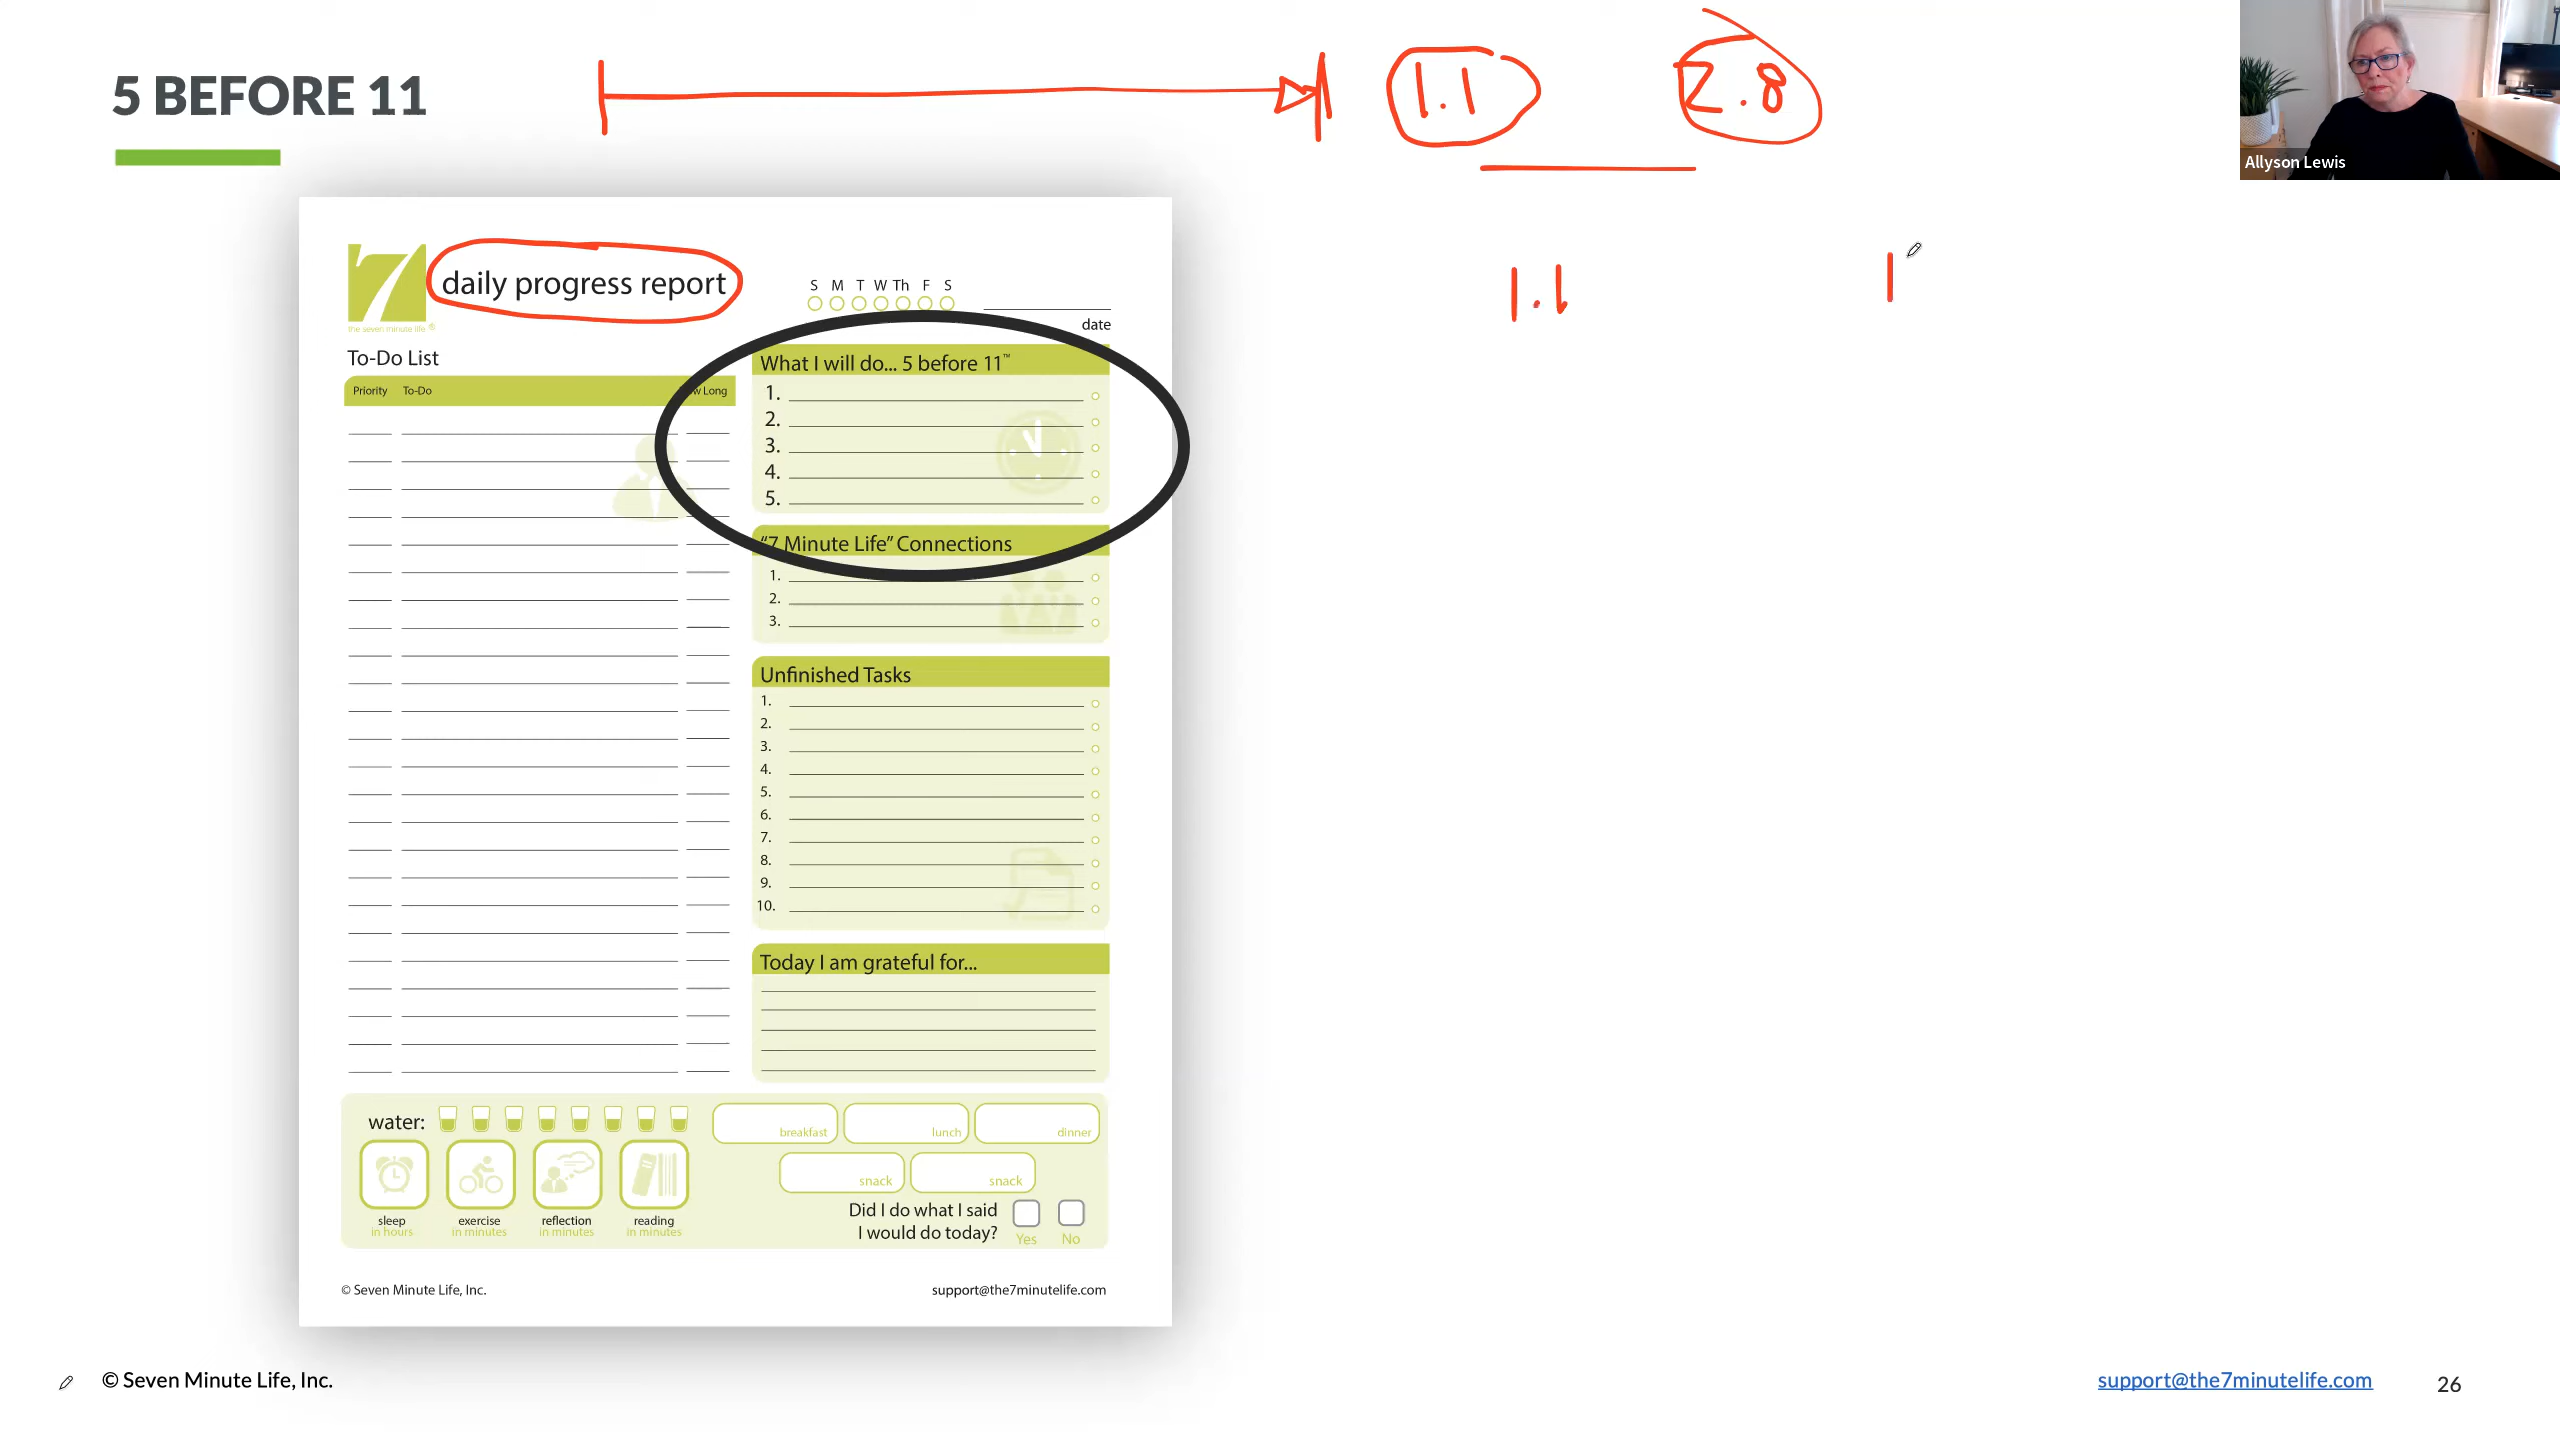 5 BEFORE 11
1.1
2.8
Allyson Lewis
7
daily progress report
the seven minute life ®
S M T W Th F S
date
1.1
1
To-Do List
Priority To-Do w Long
What I will do... 5 before 11™
1.
2.
3.
4.
5.
“7 Minute Life” Connections
1.
2.
3.
Unfinished Tasks
1.
2.
3.
4.
5.
6.
7.
8.
9.
10.
Today I am grateful for...
water:
breakfast lunch dinner
snack snack
sleep exercise reflection reading
in hours in minutes in minutes in minutes
Did I do what I said
I would do today?
Yes No
© Seven Minute Life, Inc. support@the7minutelife.com
© Seven Minute Life, Inc. support@the7minutelife.com 26